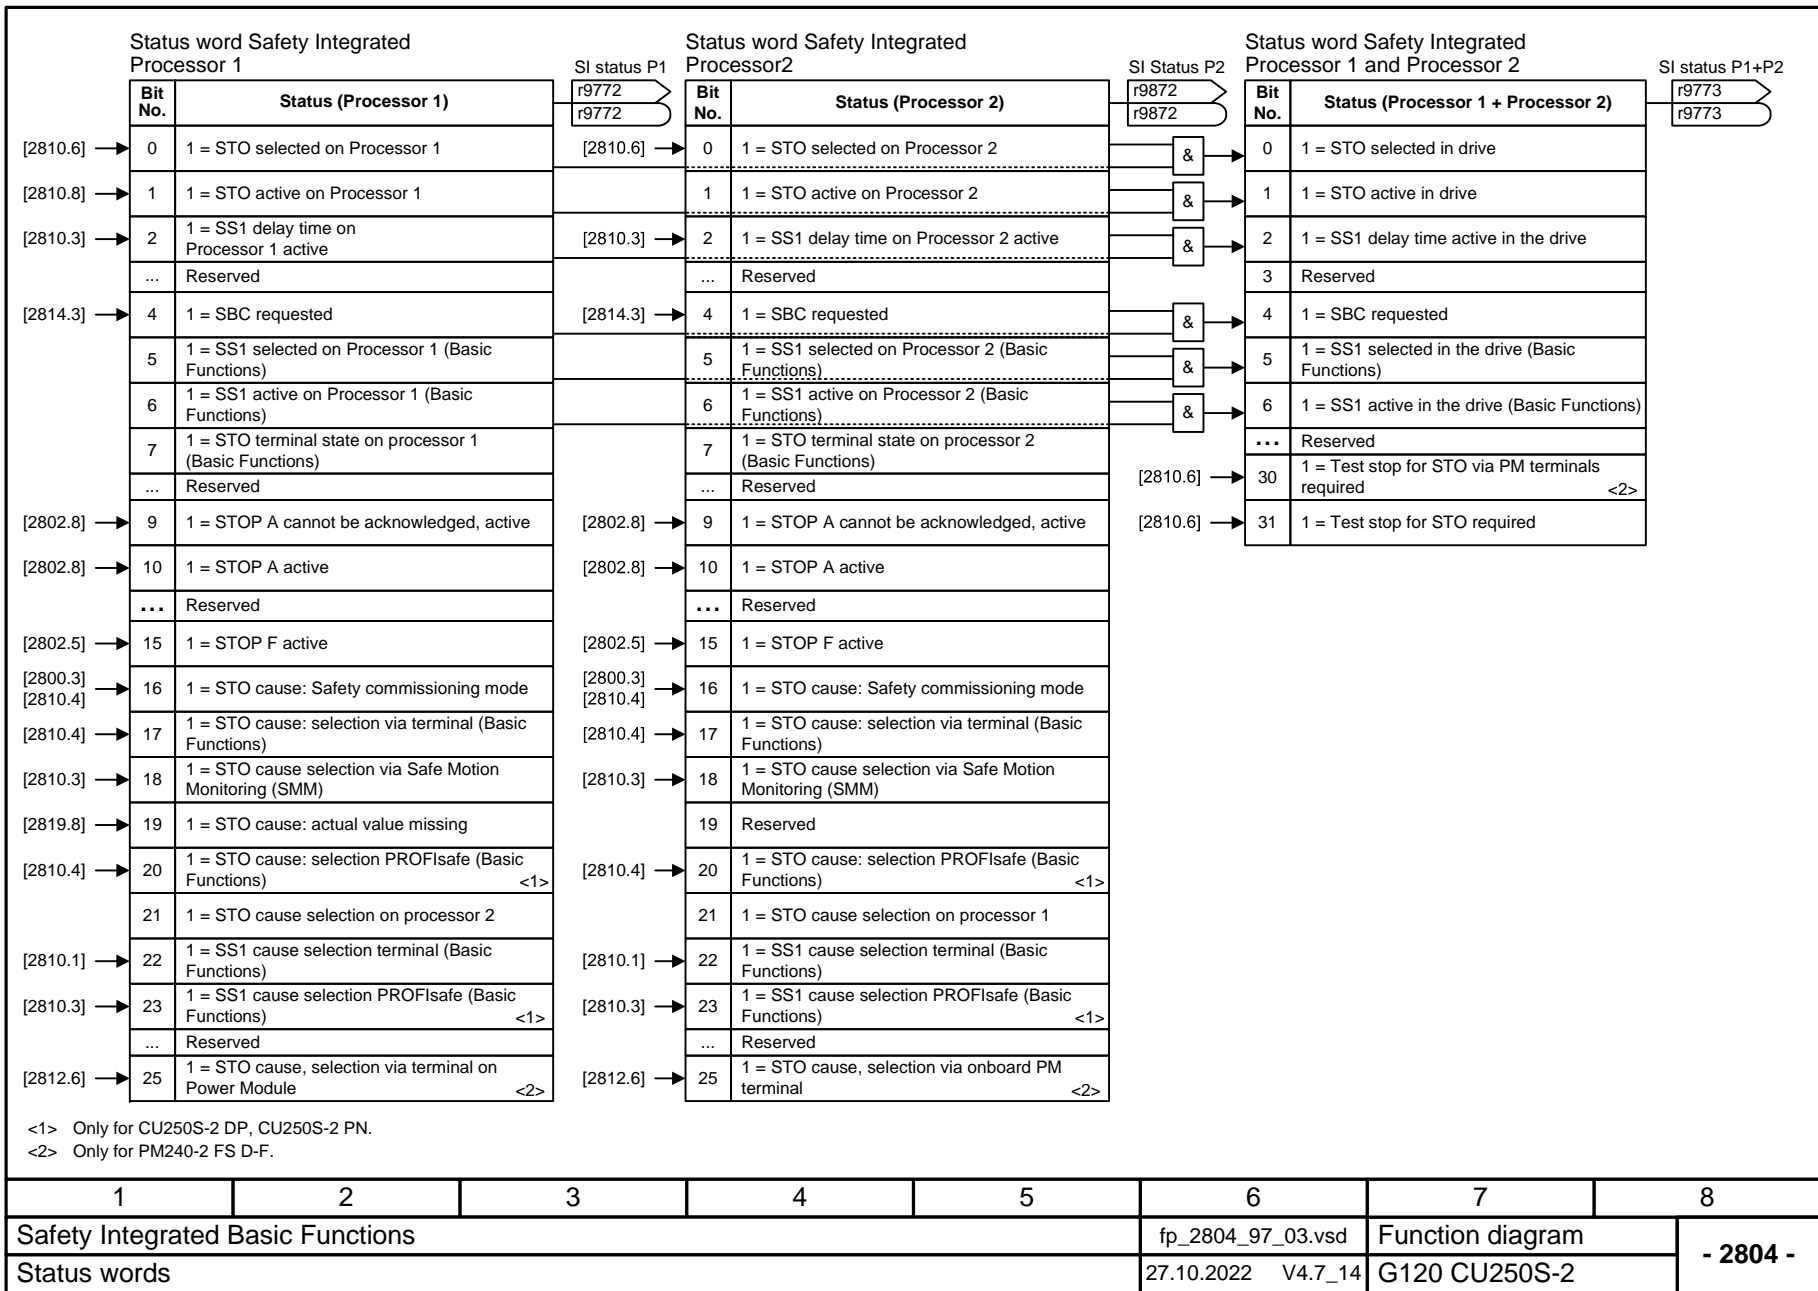 Status word Safety Integrated
Processor 1
SI status P1
r9772
r9772
Bit No. Status (Processor 1)
[2810.6] 0 1 = STO selected on Processor 1
[2810.8] 1 1 = STO active on Processor 1
[2810.3] 2 1 = SS1 delay time on
Processor 1 active
... Reserved
[2814.3] 4 1 = SBC requested
5 1 = SS1 selected on Processor 1 (Basic
Functions)
6 1 = SS1 active on Processor 1 (Basic
Functions)
7 1 = STO terminal state on processor 1
(Basic Functions)
... Reserved
[2802.8] 9 1 = STOP A cannot be acknowledged, active
[2802.8] 10 1 = STOP A active
... Reserved
[2802.5] 15 1 = STOP F active
[2800.3]
[2810.4] 16 1 = STO cause: Safety commissioning mode
[2810.4] 17 1 = STO cause: selection via terminal (Basic
Functions)
[2810.3] 18 1 = STO cause selection via Safe Motion
Monitoring (SMM)
[2819.8] 19 1 = STO cause: actual value missing
[2810.4] 20 1 = STO cause: selection PROFIsafe (Basic
Functions) <1>
21 1 = STO cause selection on processor 2
[2810.1] 22 1 = SS1 cause selection terminal (Basic
Functions)
[2810.3] 23 1 = SS1 cause selection PROFIsafe (Basic
Functions) <1>
... Reserved
[2812.6] 25 1 = STO cause, selection via terminal on
Power Module <2>
Status word Safety Integrated
Processor2
SI Status P2
r9872
r9872
Bit No. Status (Processor 2)
[2810.6] 0 1 = STO selected on Processor 2
1 1 = STO active on Processor 2
[2810.3] 2 1 = SS1 delay time on Processor 2 active
... Reserved
[2814.3] 4 1 = SBC requested
5 1 = SS1 selected on Processor 2 (Basic
Functions)
6 1 = SS1 active on Processor 2 (Basic
Functions)
7 1 = STO terminal state on processor 2
(Basic Functions)
... Reserved
[2802.8] 9 1 = STOP A cannot be acknowledged, active
[2802.8] 10 1 = STOP A active
... Reserved
[2802.5] 15 1 = STOP F active
[2800.3]
[2810.4] 16 1 = STO cause: Safety commissioning mode
[2810.4] 17 1 = STO cause: selection via terminal (Basic
Functions)
[2810.3] 18 1 = STO cause selection via Safe Motion
Monitoring (SMM)
19 Reserved
[2810.4] 20 1 = STO cause: selection PROFIsafe (Basic
Functions) <1>
21 1 = STO cause selection on processor 1
[2810.1] 22 1 = SS1 cause selection terminal (Basic
Functions)
[2810.3] 23 1 = SS1 cause selection PROFIsafe (Basic
Functions) <1>
... Reserved
[2812.6] 25 1 = STO cause, selection via onboard PM
terminal <2>
Status word Safety Integrated
Processor 1 and Processor 2
SI status P1+P2
r9773
r9773
Bit No. Status (Processor 1 + Processor 2)
& 0 1 = STO selected in drive
& 1 1 = STO active in drive
& 2 1 = SS1 delay time active in the drive
3 Reserved
& 4 1 = SBC requested
& 5 1 = SS1 selected in the drive (Basic
Functions)
& 6 1 = SS1 active in the drive (Basic Functions)
... Reserved
[2810.6] 30 1 = Test stop for STO via PM terminals
required <2>
[2810.6] 31 1 = Test stop for STO required
<1> Only for CU250S-2 DP, CU250S-2 PN.
<2> Only for PM240-2 FS D-F.
1 2 3 4 5 6 7 8
Safety Integrated Basic Functions fp_2804_97_03.vsd Function diagram
- 2804 -
Status words 27.10.2022 V4.7_14 G120 CU250S-2